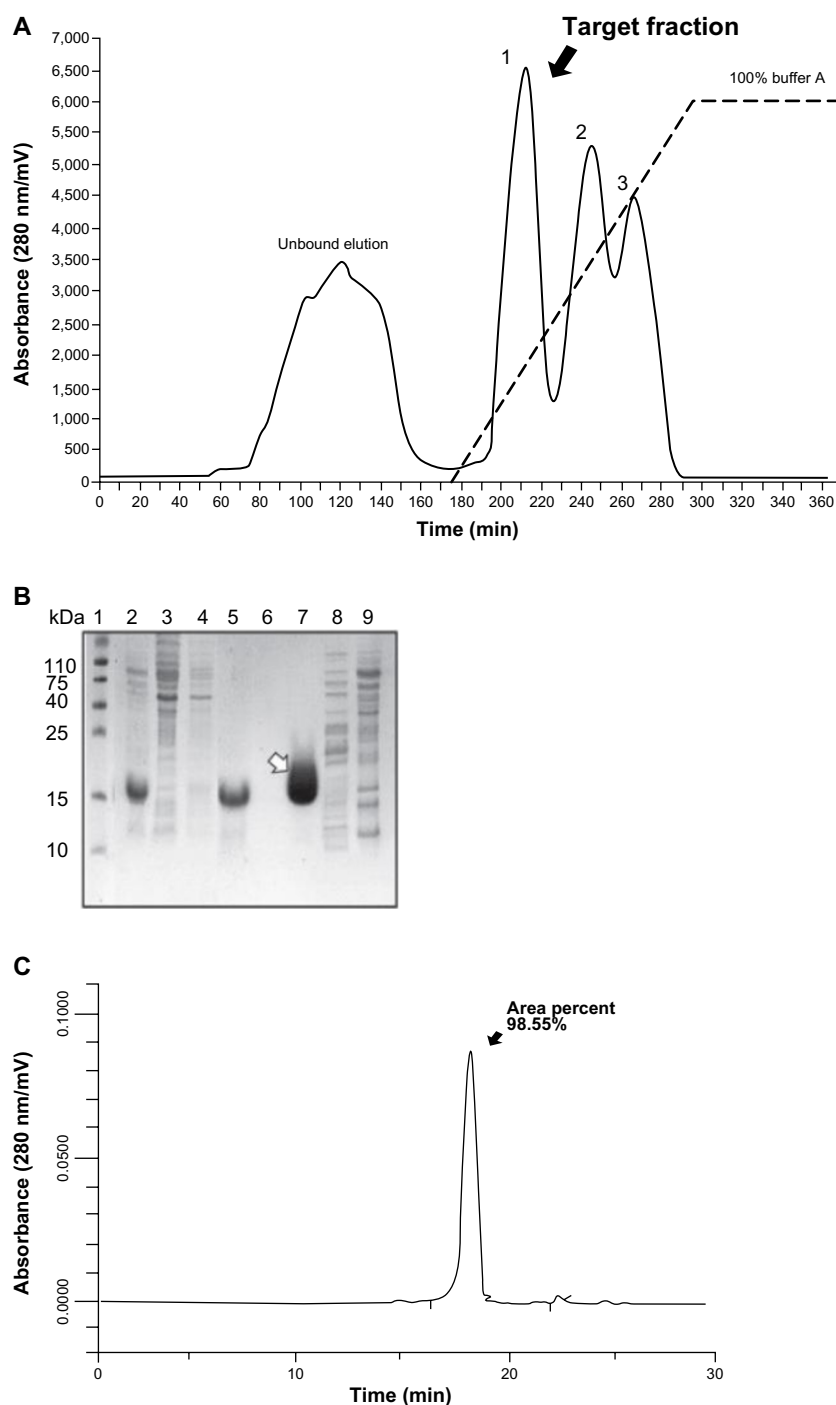 A
Target fraction
Absorbance (280 nm/mV)
7,000
6,500
6,000
5,500
5,000
4,500
4,000
3,500
3,000
2,500
2,000
1,500
1,000
500
0
1
2
3
100% buffer A
Unbound elution
0 20 40 60 80 100 120 140 160 180 200 220 240 260 280 300 320 340 360
Time (min)
B
kDa 1 2 3 4 5 6 7 8 9
110
75
40
25
15
10
C
Absorbance (280 nm/mV)
0.1000
0.0500
0.0000
Area percent
98.55%
0 10 20 30
Time (min)